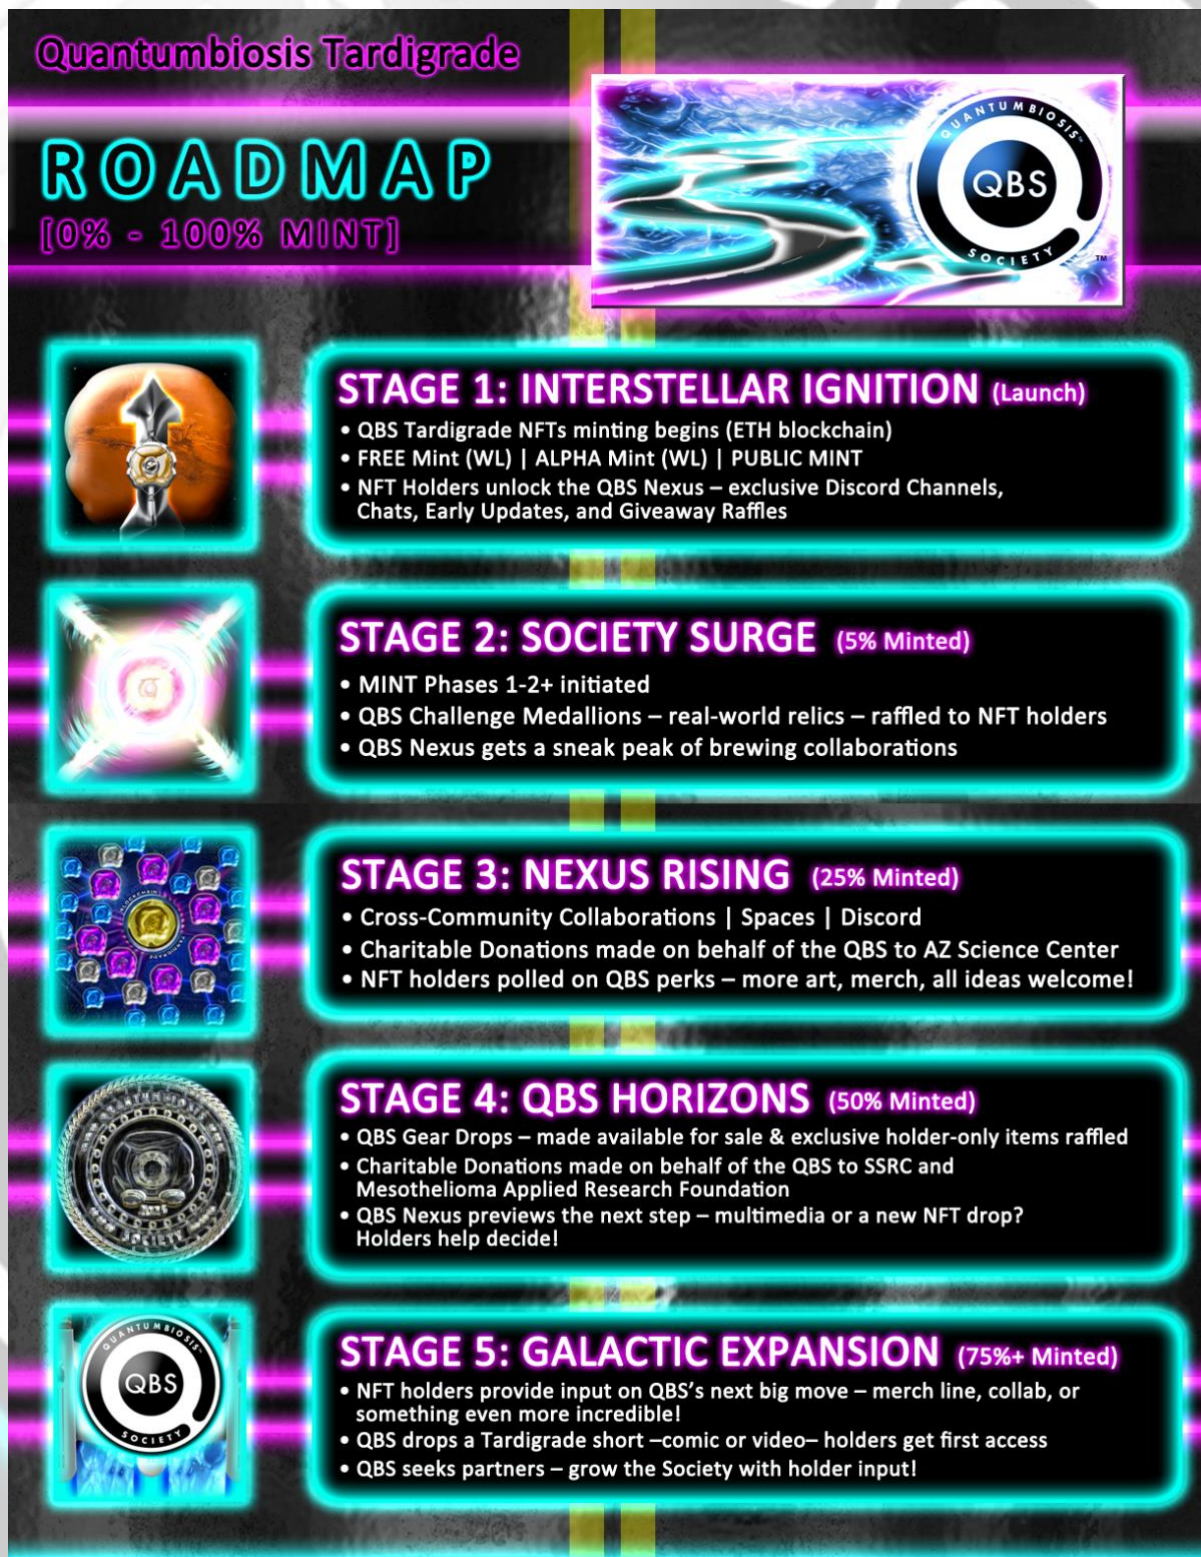 Quantumbiosis Tardigrade
ROADMAP
[0% - 100% MINT]
QUANTUMBIOSIS™
QBS
SOCIETY
TM
STAGE 1: INTERSTELLAR IGNITION (Launch)
• QBS Tardigrade NFTs minting begins (ETH blockchain)
• FREE Mint (WL) | ALPHA Mint (WL) | PUBLIC MINT
• NFT Holders unlock the QBS Nexus – exclusive Discord Channels,
Chats, Early Updates, and Giveaway Raffles
STAGE 2: SOCIETY SURGE (5% Minted)
• MINT Phases 1-2+ initiated
• QBS Challenge Medallions – real-world relics – raffled to NFT holders
• QBS Nexus gets a sneak peak of brewing collaborations
STAGE 3: NEXUS RISING (25% Minted)
• Cross-Community Collaborations | Spaces | Discord
• Charitable Donations made on behalf of the QBS to AZ Science Center
• NFT holders polled on QBS perks – more art, merch, all ideas welcome!
SOCIETY
STAGE 4: QBS HORIZONS (50% Minted)
• QBS Gear Drops – made available for sale & exclusive holder-only items raffled
• Charitable Donations made on behalf of the QBS to SSRC and
Mesothelioma Applied Research Foundation
• QBS Nexus previews the next step – multimedia or a new NFT drop?
Holders help decide!
QUANTUMBIOSIS™
QBS
SOCIETY
STAGE 5: GALACTIC EXPANSION (75%+ Minted)
• NFT holders provide input on QBS’s next big move – merch line, collab, or
something even more incredible!
• QBS drops a Tardigrade short –comic or video– holders get first access
• QBS seeks partners – grow the Society with holder input!